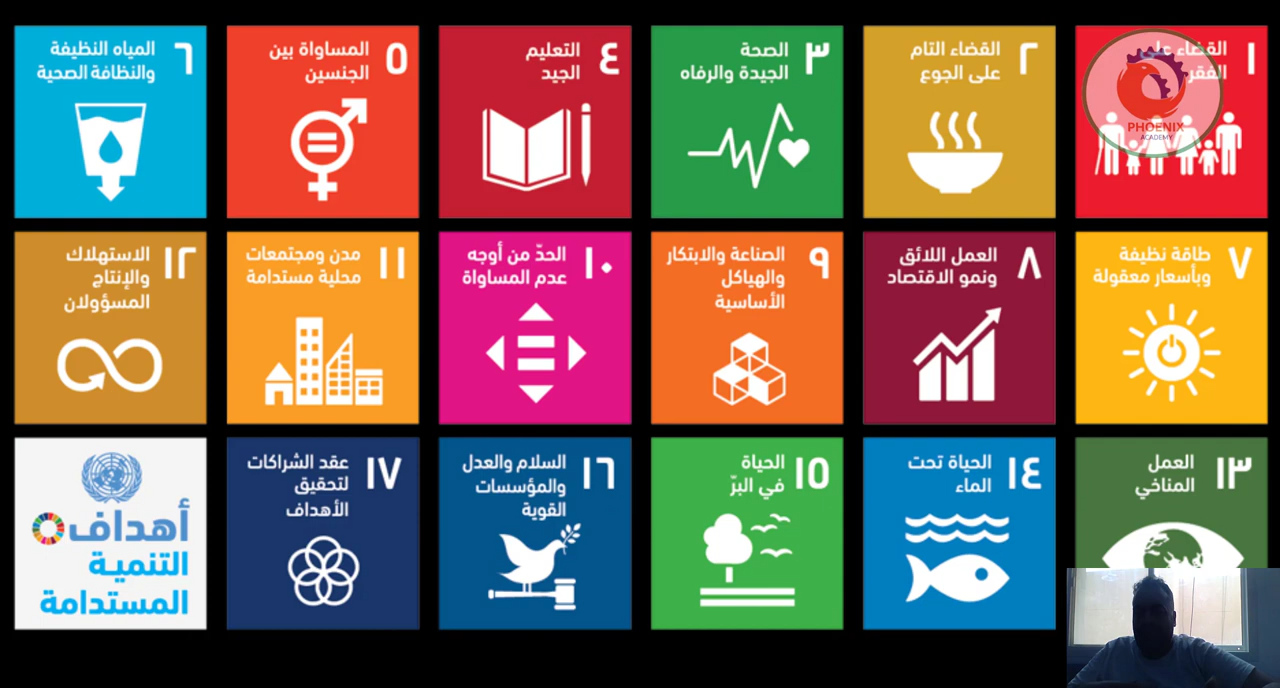 ١
القضاء على
الفقر
PHOENIX
ACADEMY
٢
القضاء التام
على الجوع
٣
الصحة
الجيدة والرفاه
٤
التعليم
الجيد
٥
المساواة بين
الجنسين
٦
المياه النظيفة
والنظافة الصحية
٧
طاقة نظيفة
وبأسعار معقولة
٨
العمل اللائق
ونمو الاقتصاد
٩
الصناعة والابتكار
والهياكل
الأساسية
١٠
الحدّ من أوجه
عدم المساواة
١١
مدن ومجتمعات
محلية مستدامة
١٢
الاستهلاك
والإنتاج
المسؤولان
١٣
العمل
المناخي
١٤
الحياة تحت
الماء
١٥
الحياة
في البرّ
١٦
السلام والعدل
والمؤسسات
القوية
١٧
عقد الشراكات
لتحقيق
الأهداف
أهداف
التنمية
المستدامة